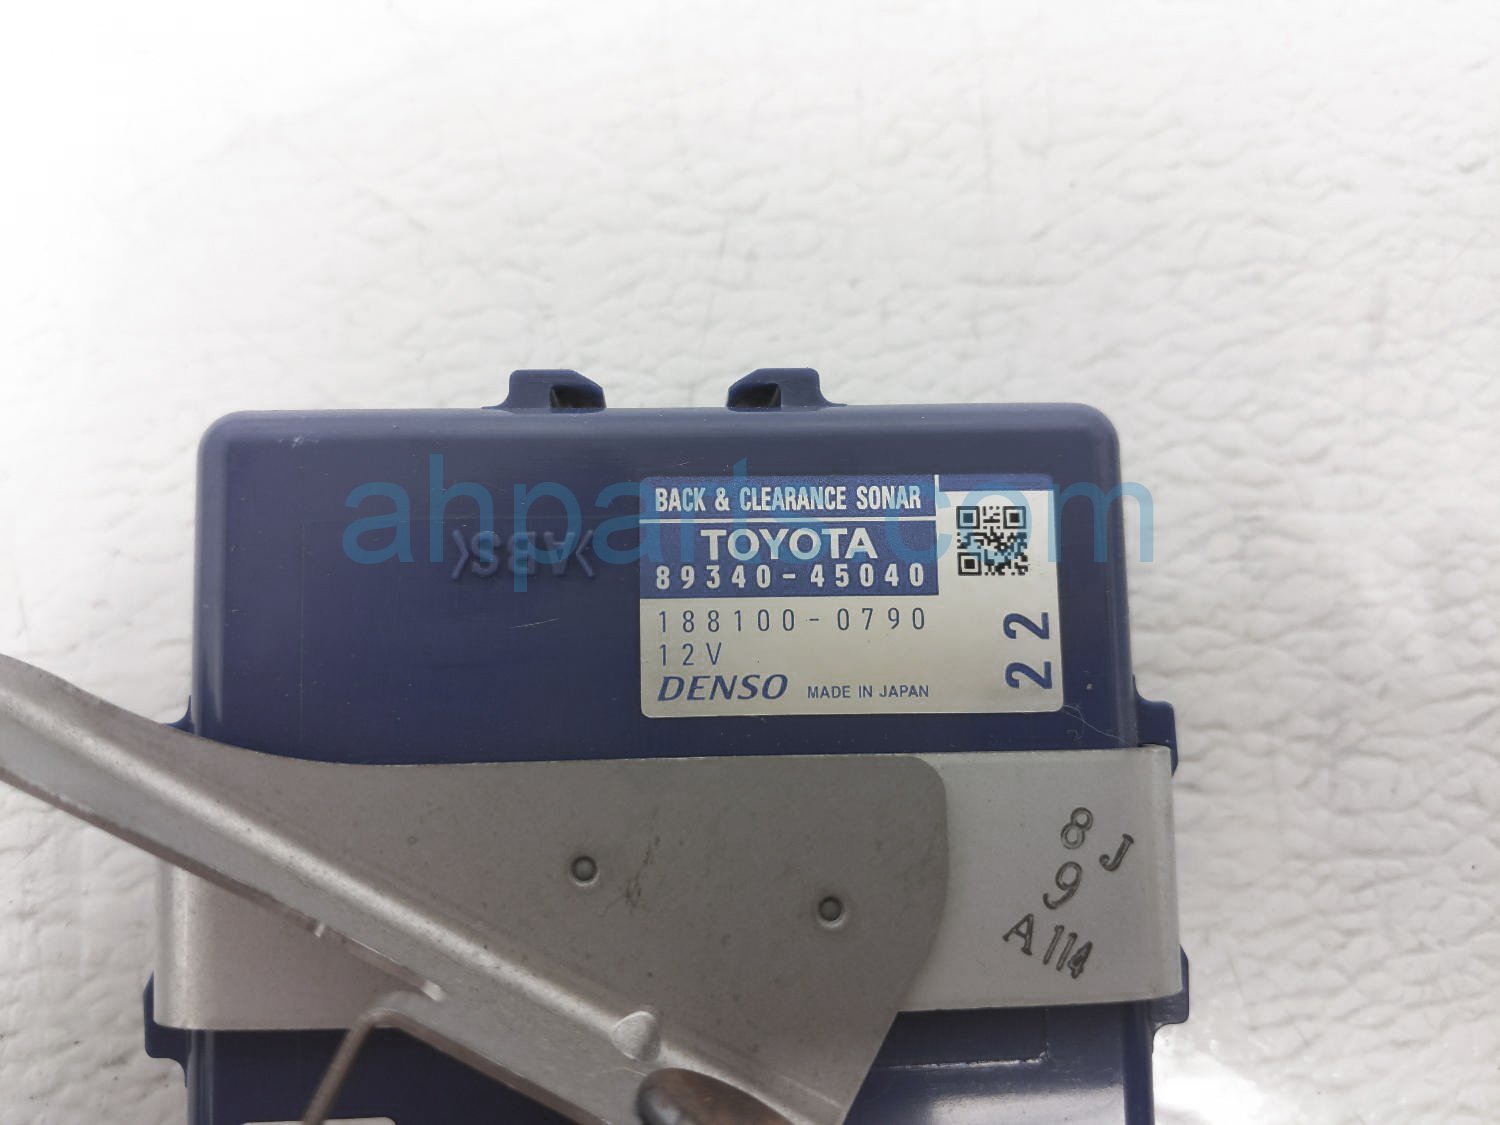 ahparts.com
BACK & CLEARANCE SONAR
TOYOTA
89340-45040
188100-0790
12V
DENSO MADE IN JAPAN
22
>ABS<
8J
9
A114